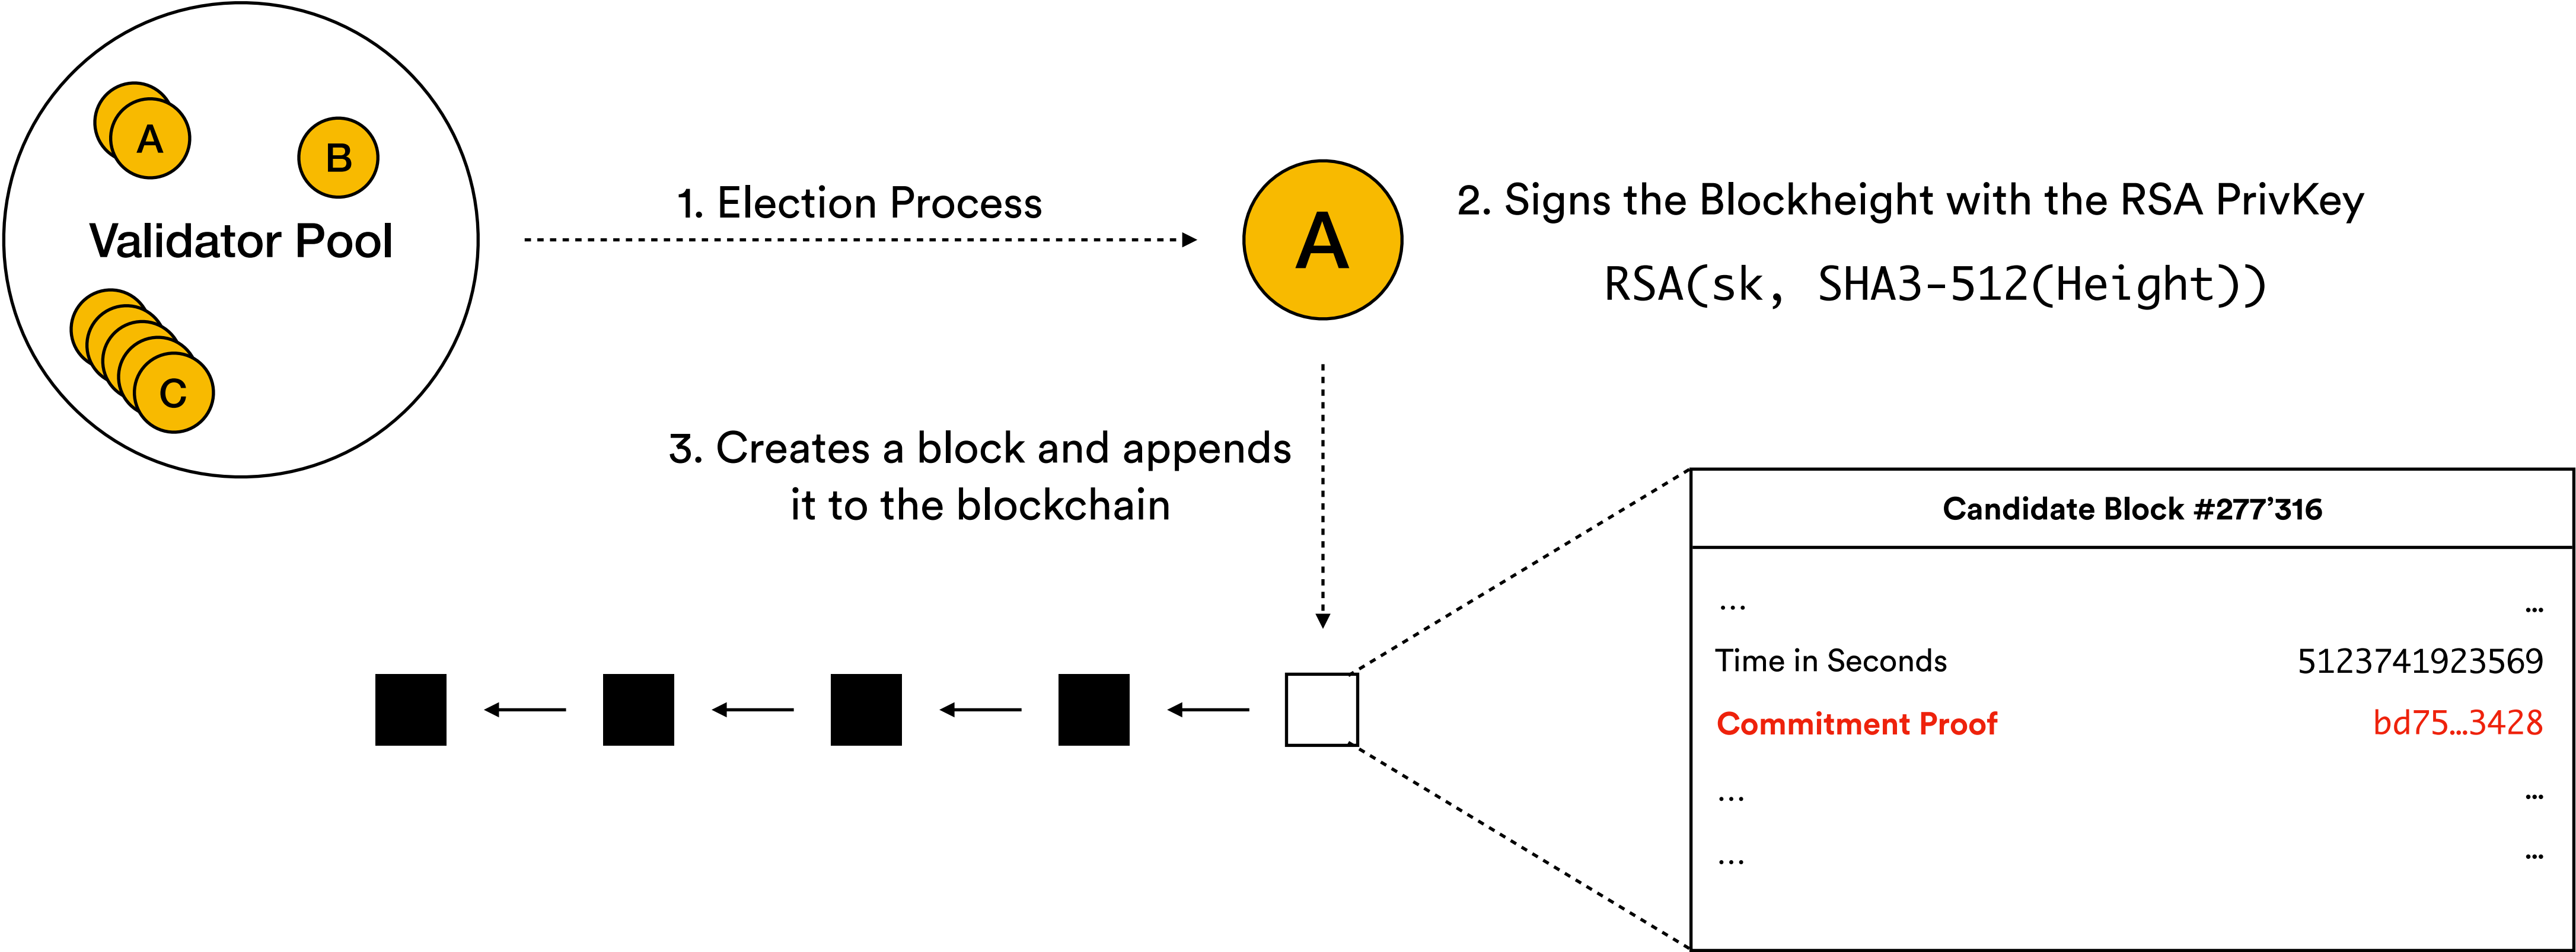 A
B
Validator Pool
C
1. Election Process
A
2. Signs the Blockheight with the RSA PrivKey
RSA(sk, SHA3-512(Height))
3. Creates a block and appends
it to the blockchain
Candidate Block #277’316
... ...
Time in Seconds 5123741923569
Commitment Proof bd75...3428
... ...
... ...